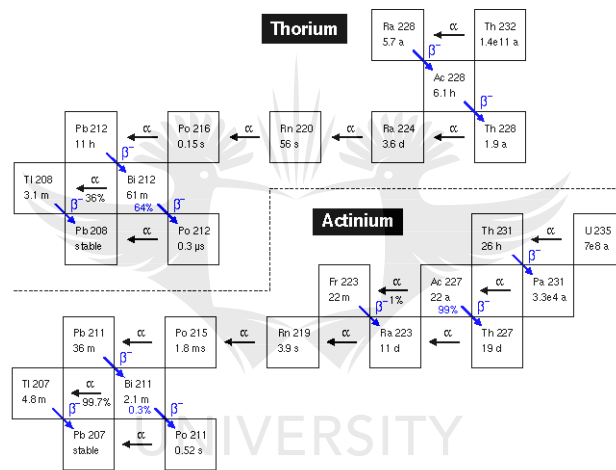 Thorium
Ra 228
5.7 a
α
Th 232
1.4e11 a
β⁻
Ac 228
6.1 h
β⁻
Pb 212
11 h
α
Po 216
0.15 s
α
Rn 220
56 s
α
Ra 224
3.6 d
α
Th 228
1.9 a
β⁻
Tl 208
3.1 m
α
36%
Bi 212
61 m
64%
β⁻
β⁻
Pb 208
stable
α
Po 212
0.3 µs
Actinium
Th 231
26 h
α
U 235
7e8 a
β⁻
Fr 223
22 m
α
1%
Ac 227
22 a
99%
α
Pa 231
3.3e4 a
β⁻
β⁻
Pb 211
36 m
α
Po 215
1.8 ms
α
Rn 219
3.9 s
α
Ra 223
11 d
α
Th 227
19 d
β⁻
Tl 207
4.8 m
α
99.7%
Bi 211
2.1 m
0.3%
β⁻
β⁻
Pb 207
stable
α
Po 211
0.52 s
UNIVERSITY